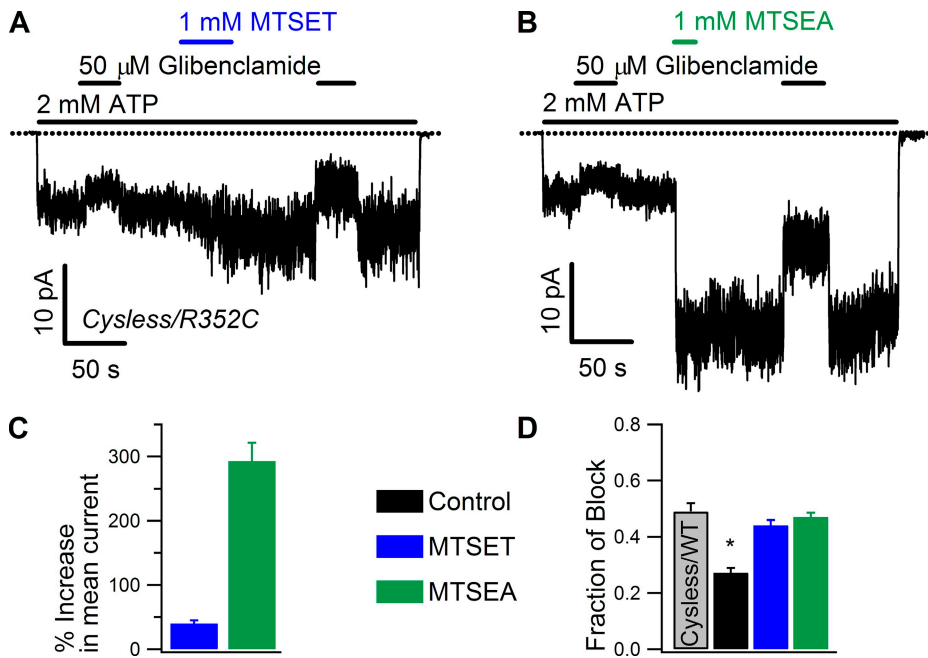 A
1 mM MTSET
50 μM Glibenclamide
2 mM ATP
10 pA
Cysless/R352C
50 s
B
1 mM MTSEA
50 μM Glibenclamide
2 mM ATP
10 pA
50 s
C
% Increase
in mean current
300
200
100
0
Control
MTSET
MTSEA
D
Fraction of Block
0.8
0.6
0.4
0.2
0.0
Cysless/WT
*